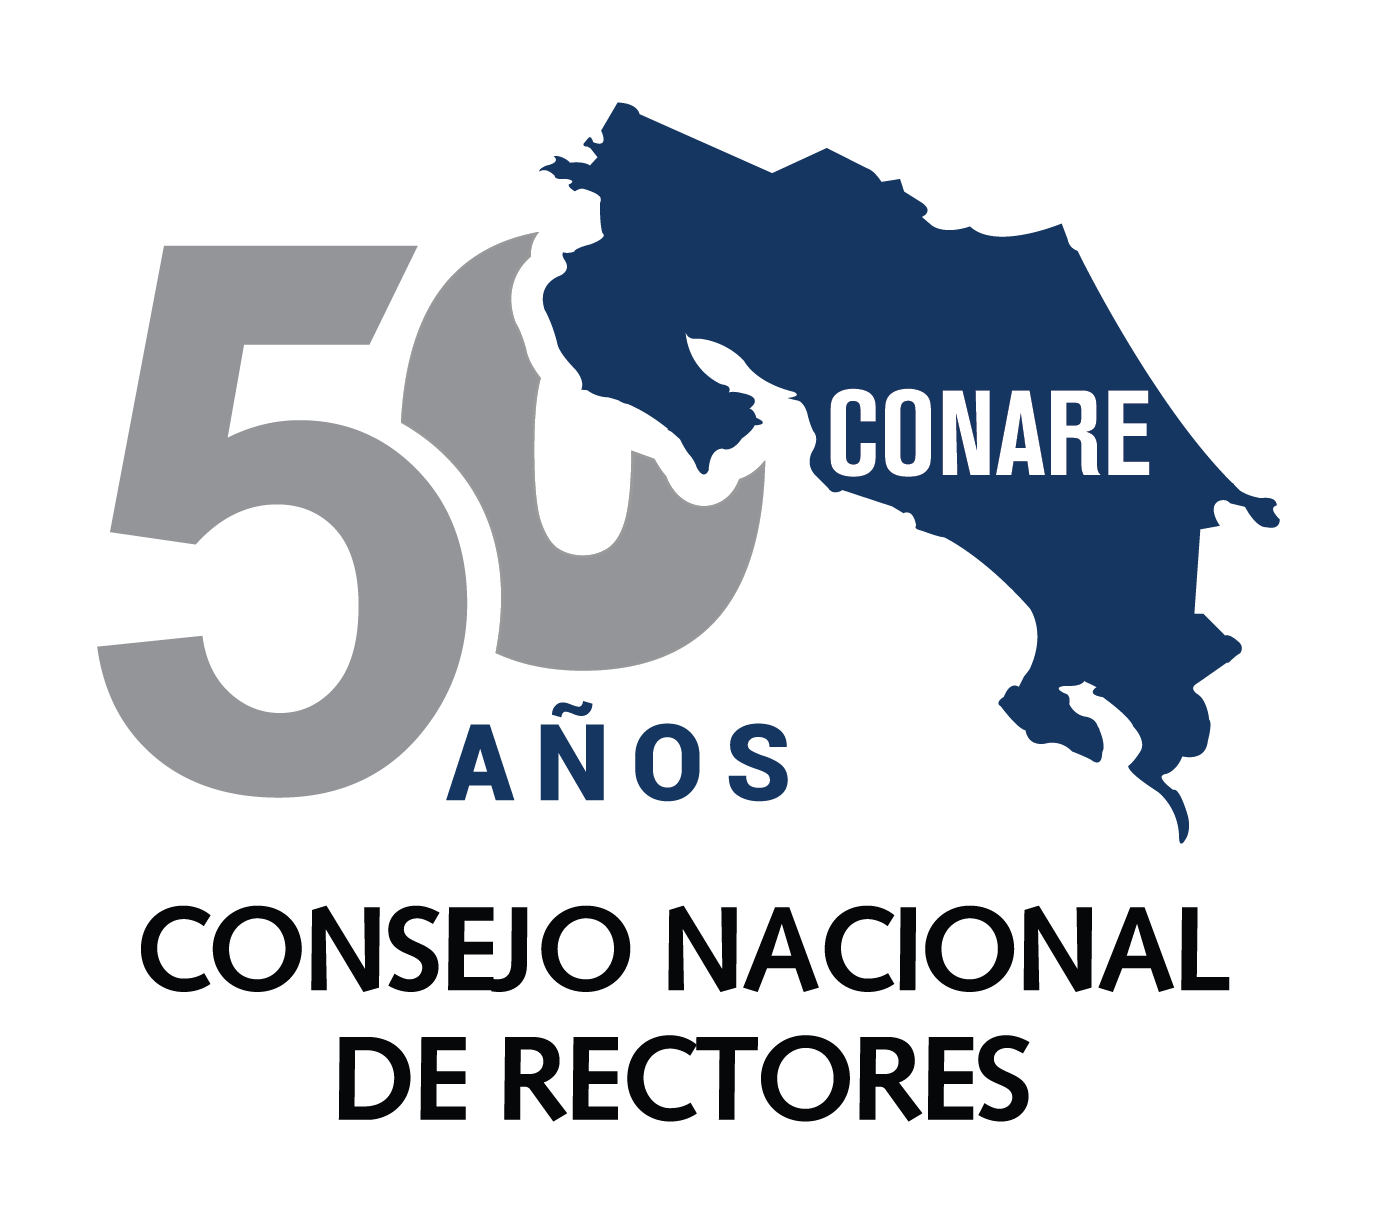 50
CONARE
AÑOS
CONSEJO NACIONAL
DE RECTORES